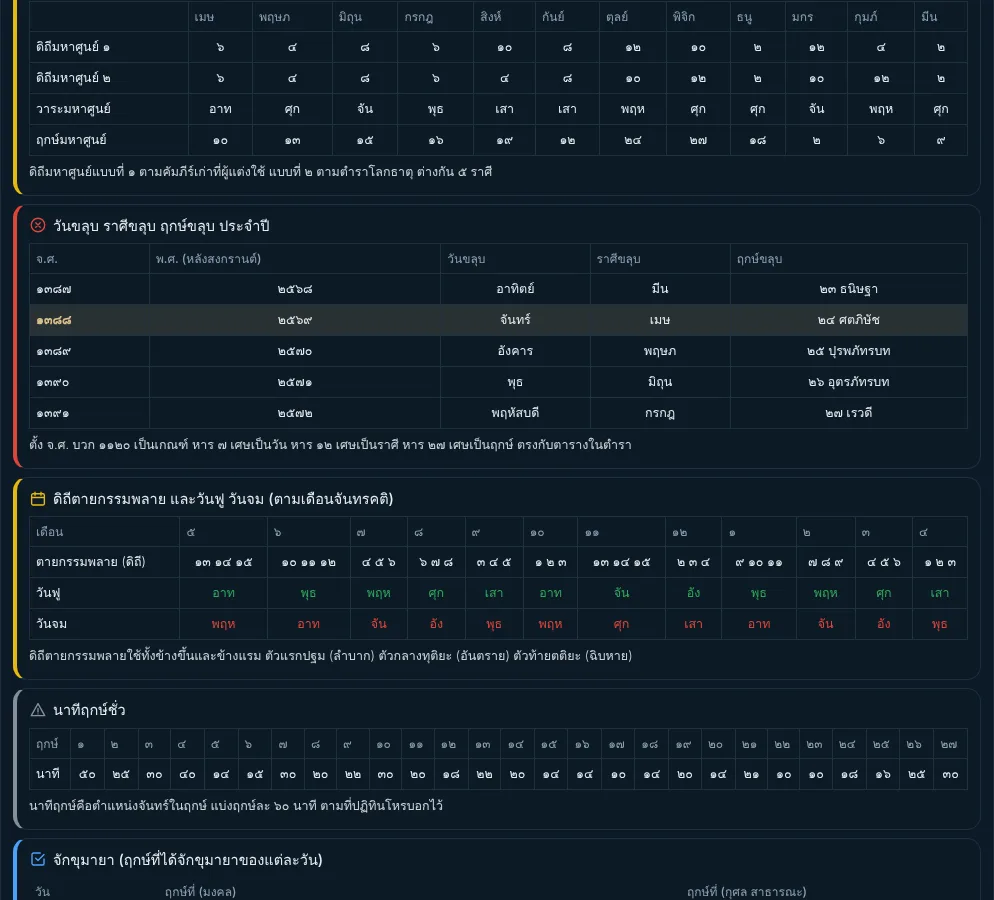 เมษ พฤษภ มิถุน กรกฎ สิงห์ กันย์ ตุลย์ พิจิก ธนู มกร กุมภ์ มีน
ดิถีมหาศูนย์ ๑ ๖ ๔ ๘ ๖ ๑๐ ๘ ๑๒ ๑๐ ๒ ๑๒ ๔ ๒
ดิถีมหาศูนย์ ๒ ๖ ๔ ๘ ๖ ๔ ๘ ๑๐ ๑๒ ๒ ๑๐ ๑๒ ๒
วาระมหาศูนย์ อาท ศุก จัน พุธ เสา เสา พฤห ศุก ศุก จัน พฤห ศุก
ฤกษ์มหาศูนย์ ๑๐ ๑๓ ๑๕ ๑๖ ๑๙ ๑๒ ๒๔ ๒๗ ๑๘ ๒ ๖ ๙
ดิถีมหาศูนย์แบบที่ ๑ ตามคัมภีร์เก่าที่ผู้แต่งใช้ แบบที่ ๒ ตามตำราโลกธาตุ ต่างกัน ๕ ราศี
วันขลุบ ราศีขลุบ ฤกษ์ขลุบ ประจำปี
จ.ศ. พ.ศ. (หลังสงกรานต์) วันขลุบ ราศีขลุบ ฤกษ์ขลุบ
๑๓๘๗ ๒๕๖๘ อาทิตย์ มีน ๒๓ ธนิษฐา
๑๓๘๘ ๒๕๖๙ จันทร์ เมษ ๒๔ ศตภิษัช
๑๓๘๙ ๒๕๗๐ อังคาร พฤษภ ๒๕ ปุรพภัทรบท
๑๓๙๐ ๒๕๗๑ พุธ มิถุน ๒๖ อุตรภัทรบท
๑๓๙๑ ๒๕๗๒ พฤหัสบดี กรกฎ ๒๗ เรวดี
ตั้ง จ.ศ. บวก ๑๑๒๐ เป็นเกณฑ์ หาร ๗ เศษเป็นวัน หาร ๑๒ เศษเป็นราศี หาร ๒๗ เศษเป็นฤกษ์ ตรงกับตารางในตำรา
ดิถีตายกรรมพลาย และวันฟู วันจม (ตามเดือนจันทรคติ)
เดือน ๕ ๖ ๗ ๘ ๙ ๑๐ ๑๑ ๑๒ ๑ ๒ ๓ ๔
ตายกรรมพลาย (ดิถี) ๑๓ ๑๔ ๑๕ ๑๐ ๑๑ ๑๒ ๔ ๕ ๖ ๖ ๗ ๘ ๓ ๔ ๕ ๑ ๒ ๓ ๑๓ ๑๔ ๑๕ ๒ ๓ ๔ ๙ ๑๐ ๑๑ ๗ ๘ ๙ ๔ ๕ ๖ ๑ ๒ ๓
วันฟู อาท พุธ พฤห ศุก เสา อาท จัน อัง พุธ พฤห ศุก เสา
วันจม พฤห อาท จัน อัง พุธ พฤห ศุก เสา อาท จัน อัง พุธ
ดิถีตายกรรมพลายใช้ทั้งข้างขึ้นและข้างแรม ตัวแรกปฐม (ลำบาก) ตัวกลางทุติยะ (อันตราย) ตัวท้ายตติยะ (ฉิบหาย)
นาทีฤกษ์ชั่ว
ฤกษ์ ๑ ๒ ๓ ๔ ๕ ๖ ๗ ๘ ๙ ๑๐ ๑๑ ๑๒ ๑๓ ๑๔ ๑๕ ๑๖ ๑๗ ๑๘ ๑๙ ๒๐ ๒๑ ๒๒ ๒๓ ๒๔ ๒๕ ๒๖ ๒๗
นาที ๕๐ ๒๕ ๓๐ ๔๐ ๑๔ ๑๕ ๓๐ ๒๐ ๒๒ ๓๐ ๒๐ ๑๘ ๒๒ ๒๐ ๑๔ ๑๔ ๑๐ ๑๔ ๒๐ ๑๔ ๒๑ ๑๐ ๑๐ ๑๘ ๑๖ ๒๕ ๓๐
นาทีฤกษ์คือตำแหน่งจันทร์ในฤกษ์ แบ่งฤกษ์ละ ๖๐ นาที ตามที่ปฏิทินโหรบอกไว้
จักขุมายา (ฤกษ์ที่ได้จักขุมายาของแต่ละวัน)
วัน ฤกษ์ที่ (มงคล) ฤกษ์ที่ (กุศล สาธารณะ)